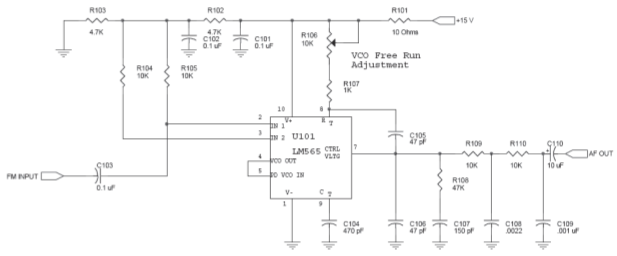 R103
4.7K
R102
4.7K
R101
10 Ohms
+15 V
C102
0.1 uF
C101
0.1 uF
R106
10K
VCO Free Run
Adjustment
R104
10K
R105
10K
R107
1K
10
8
V+
R T
2
IN 1
3
IN 2
U101
LM565
CTRL
VLTG
7
4
VCO OUT
5
PD VCO IN
V-
C T
1
9
C103
0.1 uF
FM INPUT
C104
470 pF
C105
47 pF
C106
47 pF
R108
47K
C107
150 pF
R109
10K
R110
10K
C108
.0022
C109
.001 uF
C110
+
10 uF
AF OUT